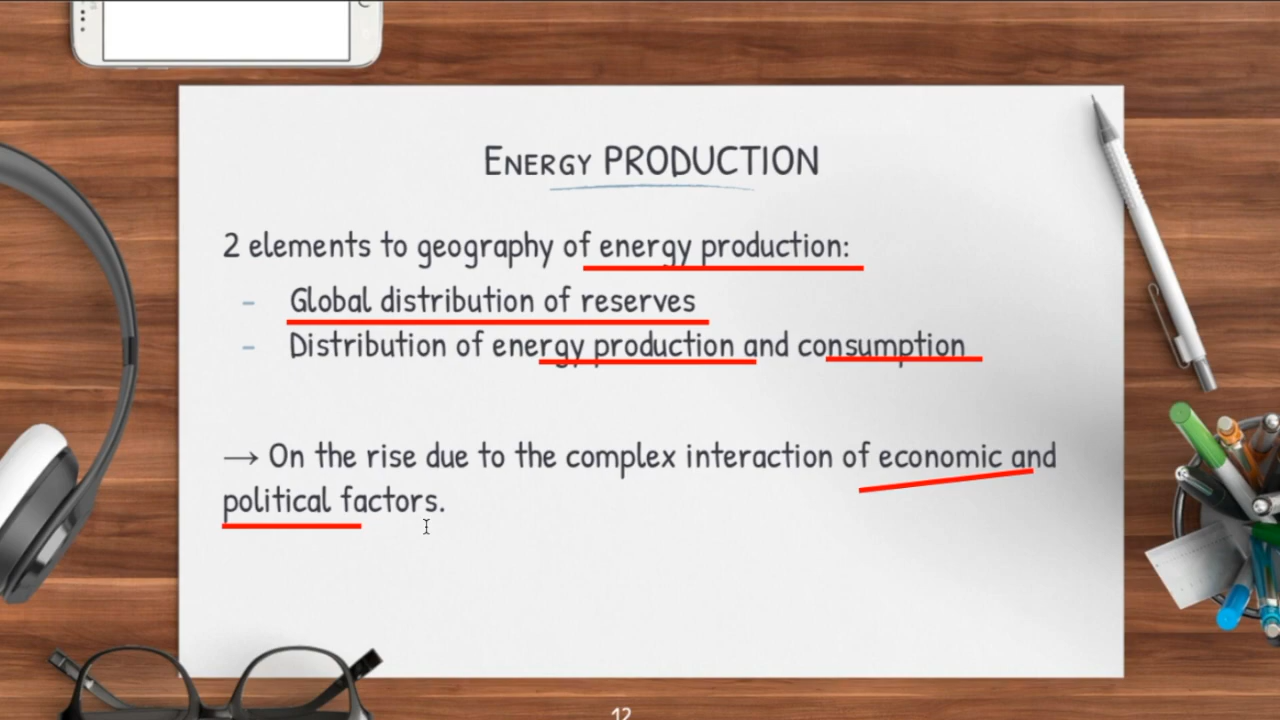 Energy PRODUCTION
2 elements to geography of energy production:
- Global distribution of reserves
- Distribution of energy production and consumption
→ On the rise due to the complex interaction of economic and
political factors.
12